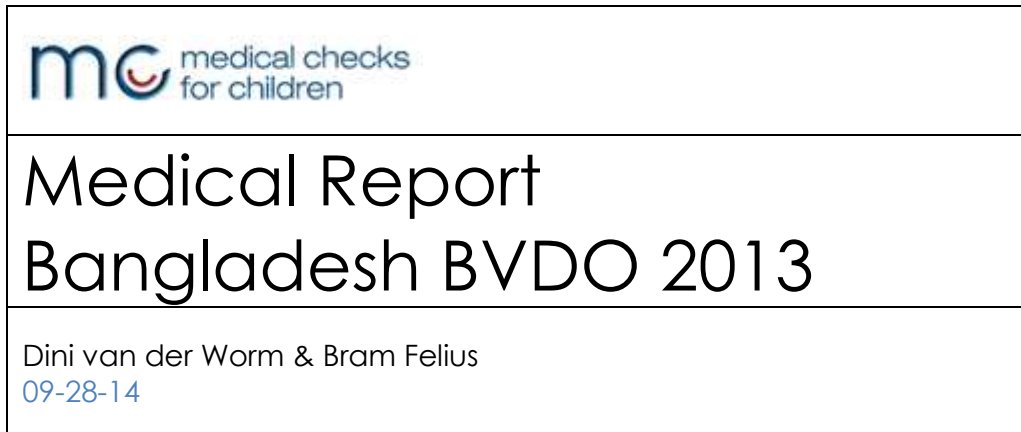 mc medical checks
for children
Medical Report
Bangladesh BVDO 2013
Dini van der Worm & Bram Felius
09-28-14